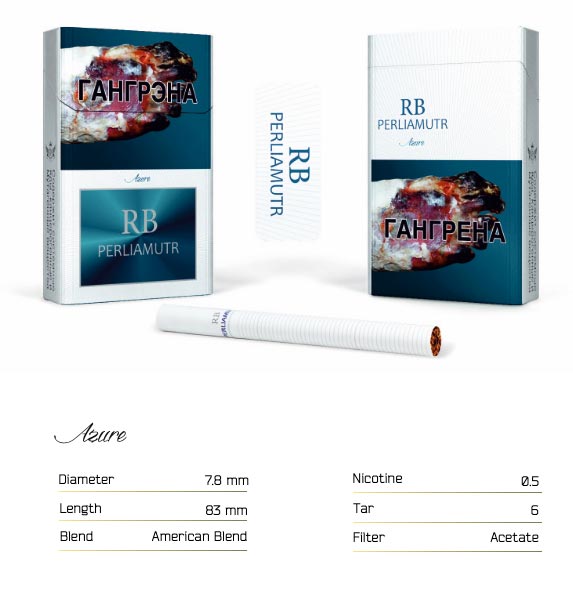 ГАНГРЭНА
Azure
RB
PERLIAMUTR
RB
PERLIAMUTR
RB
PERLIAMUTR
Azure
ГАНГРЕНА
RB
Azure
Diameter 7.8 mm
Length 83 mm
Blend American Blend
Nicotine 0.5
Tar 6
Filter Acetate